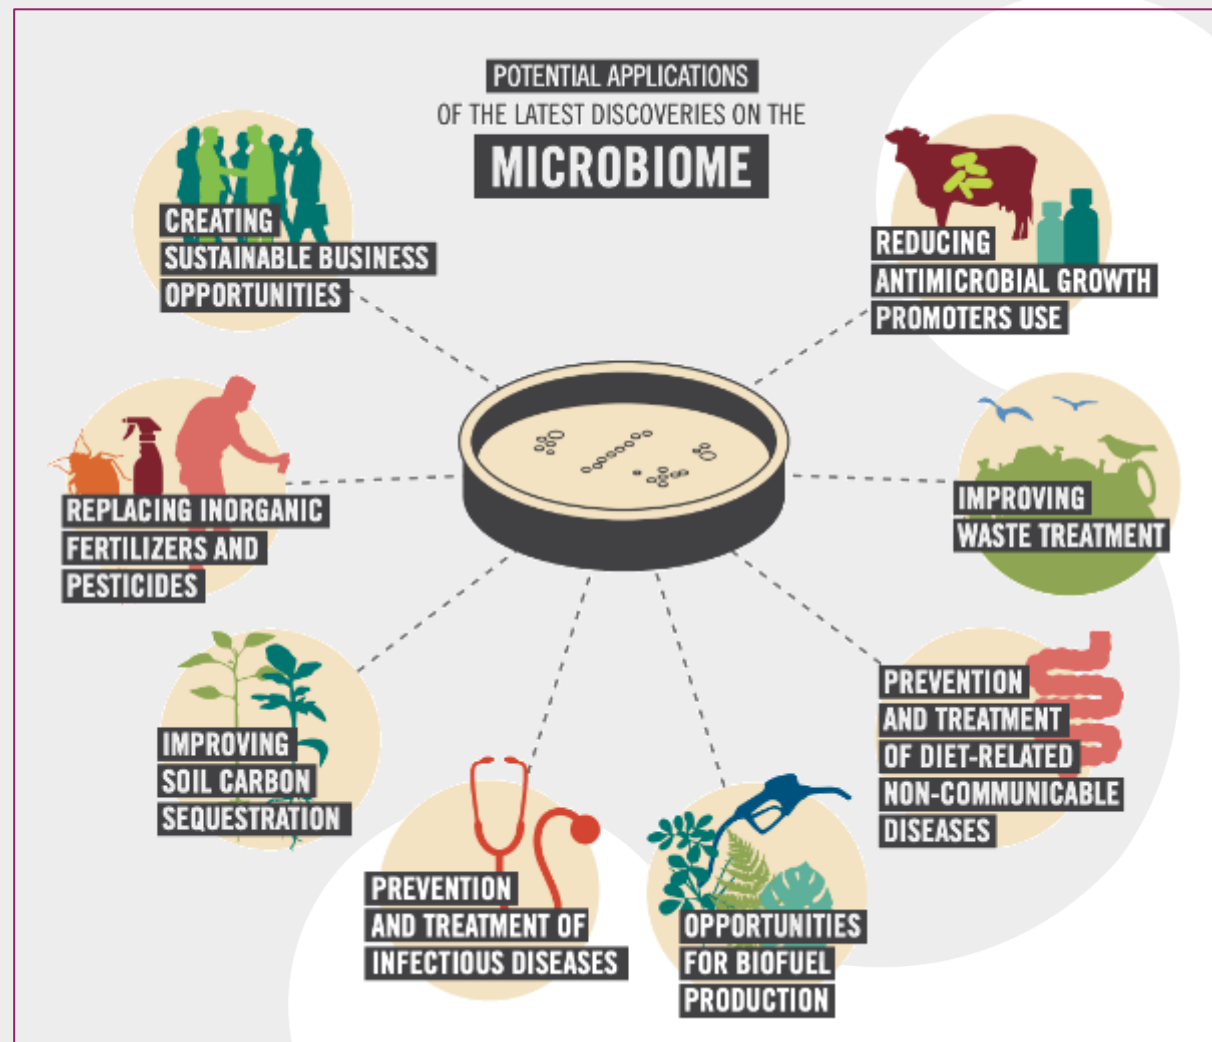 POTENTIAL APPLICATIONS
OF THE LATEST DISCOVERIES ON THE
MICROBIOME
CREATING
SUSTAINABLE BUSINESS
OPPORTUNITIES
REDUCING
ANTIMICROBIAL GROWTH
PROMOTERS USE
REPLACING INORGANIC
FERTILIZERS AND
PESTICIDES
IMPROVING
WASTE TREATMENT
IMPROVING
SOIL CARBON
SEQUESTRATION
PREVENTION
AND TREATMENT
OF DIET-RELATED
NON-COMMUNICABLE
DISEASES
PREVENTION
AND TREATMENT OF
INFECTIOUS DISEASES
OPPORTUNITIES
FOR BIOFUEL
PRODUCTION